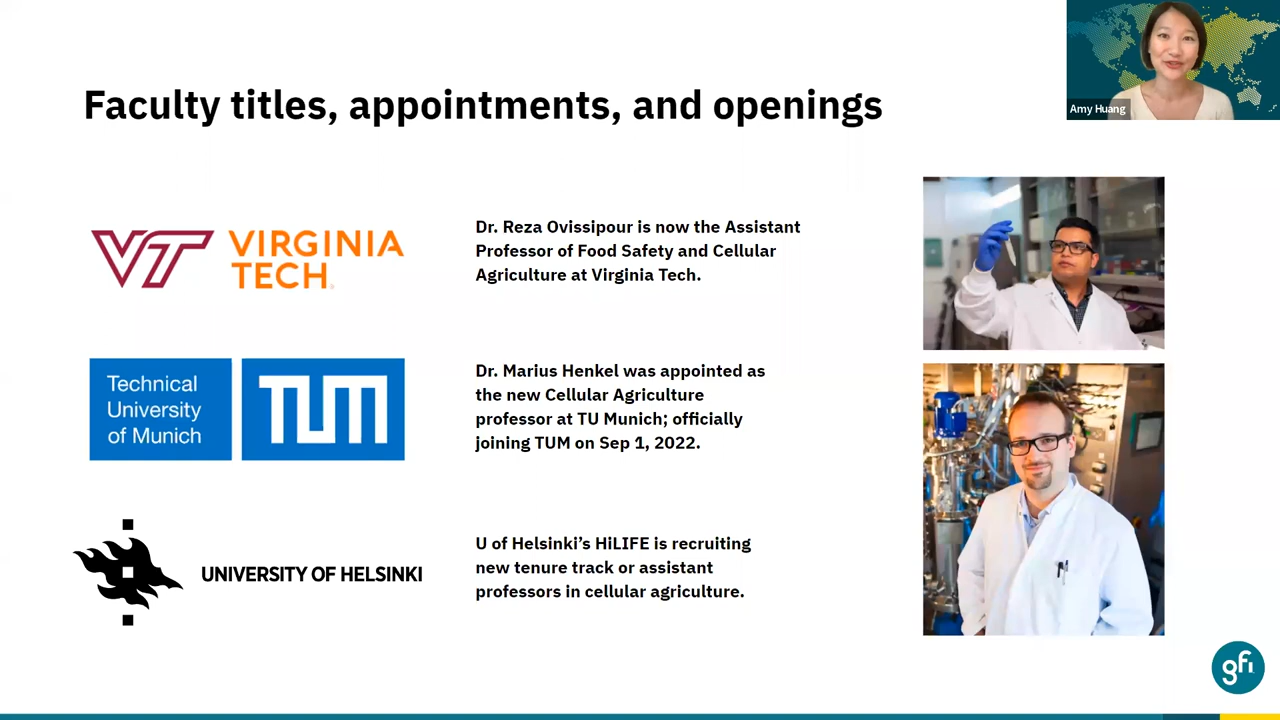 Amy Huang
Faculty titles, appointments, and openings
VT VIRGINIA
TECH.
Dr. Reza Ovissipour is now the Assistant
Professor of Food Safety and Cellular
Agriculture at Virginia Tech.
Technical
University
of Munich
TUM
Dr. Marius Henkel was appointed as
the new Cellular Agriculture
professor at TU Munich; officially
joining TUM on Sep 1, 2022.
UNIVERSITY OF HELSINKI
U of Helsinki’s HiLIFE is recruiting
new tenure track or assistant
professors in cellular agriculture.
gfi